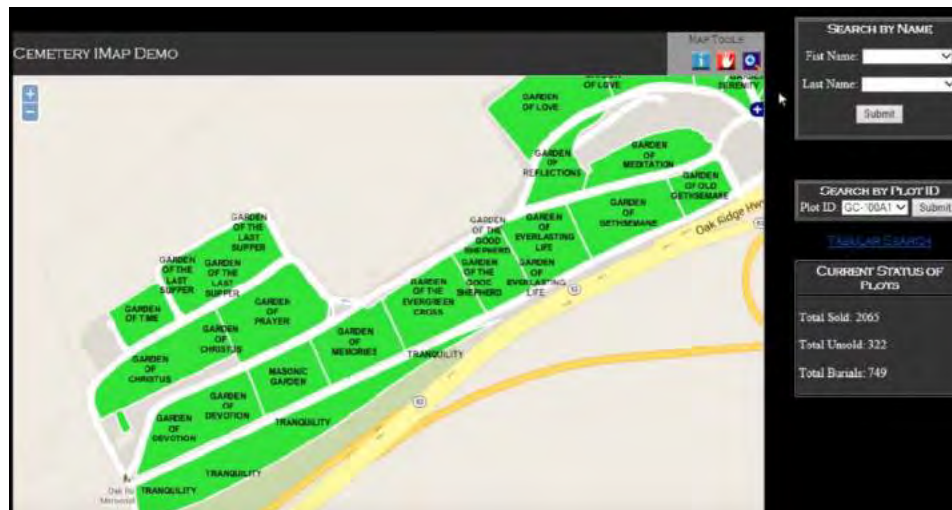 CEMETERY IMAP DEMO
MAP TOOLS
SEARCH BY NAME
Fist Name:
Last Name:
Submit
SEARCH BY PLOT ID
Plot ID: GC-100A1 Submit
TABULAR SEARCH
CURRENT STATUS OF
PLOTS
Total Sold: 2065
Total Unsold: 322
Total Burials: 749
+
-
OF LOVE
SERENITY
GARDEN
OF LOVE
GARDEN
OF
REFLECTIONS
GARDEN
OF
MEDITATION
GARDEN
OF OLD
GETHSEMANE
GARDEN
OF
GETHSEMANE
Oak Ridge Hwy
GARDEN
OF
EVERLASTING
LIFE
GARDEN
OF THE
GOOD
SHEPHERD
GARDEN
OF THE
GOOD
SHEPHERD
GARDEN
OF
EVERLASTING
LIFE
GARDEN
OF THE
EVERGREEN
CROSS
GARDEN
OF THE
LAST
SUPPER
GARDEN
OF THE
LAST
SUPPER
GARDEN
OF THE
LAST
SUPPER
GARDEN
OF TIME
GARDEN
OF
PRAYER
GARDEN
OF
CHRISTUS
GARDEN
OF
CHRISTUS
GARDEN
OF
MEMORIES
TRANQUILITY
MASONIC
GARDEN
GARDEN
OF
DEVOTION
GARDEN
OF
DEVOTION
TRANQUILITY
TRANQUILITY
TRANQUILITY
62
62
Oak Ri
Memorial